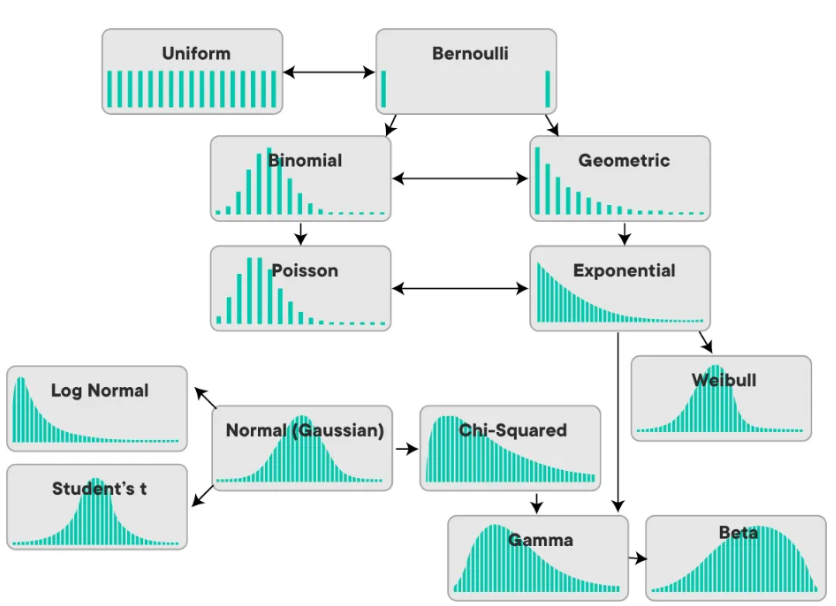 Uniform
Bernoulli
Binomial
Geometric
Poisson
Exponential
Weibull
Log Normal
Normal (Gaussian)
Chi-Squared
Student's t
Gamma
Beta